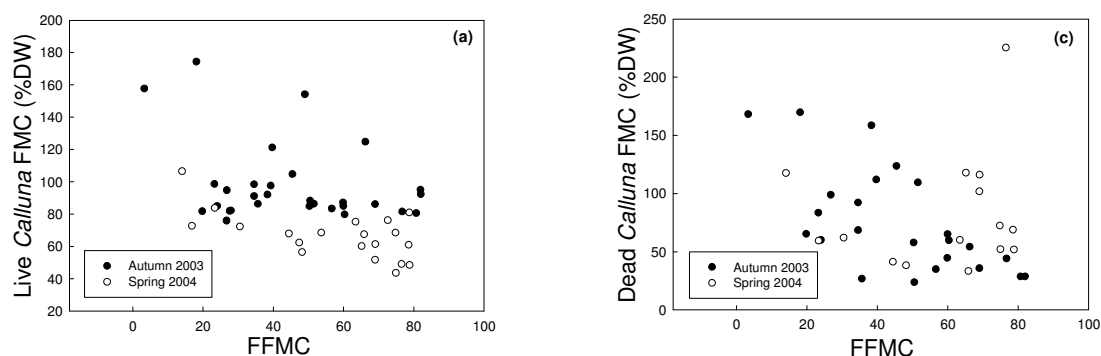 200
180
160
140
120
100
80
60
40
20
Live Calluna FMC (%DW)
(a)
Autumn 2003
Spring 2004
0 20 40 60 80 100
FFMC
250
200
150
100
50
0
Dead Calluna FMC (%DW)
(c)
Autumn 2003
Spring 2004
0 20 40 60 80 100
FFMC